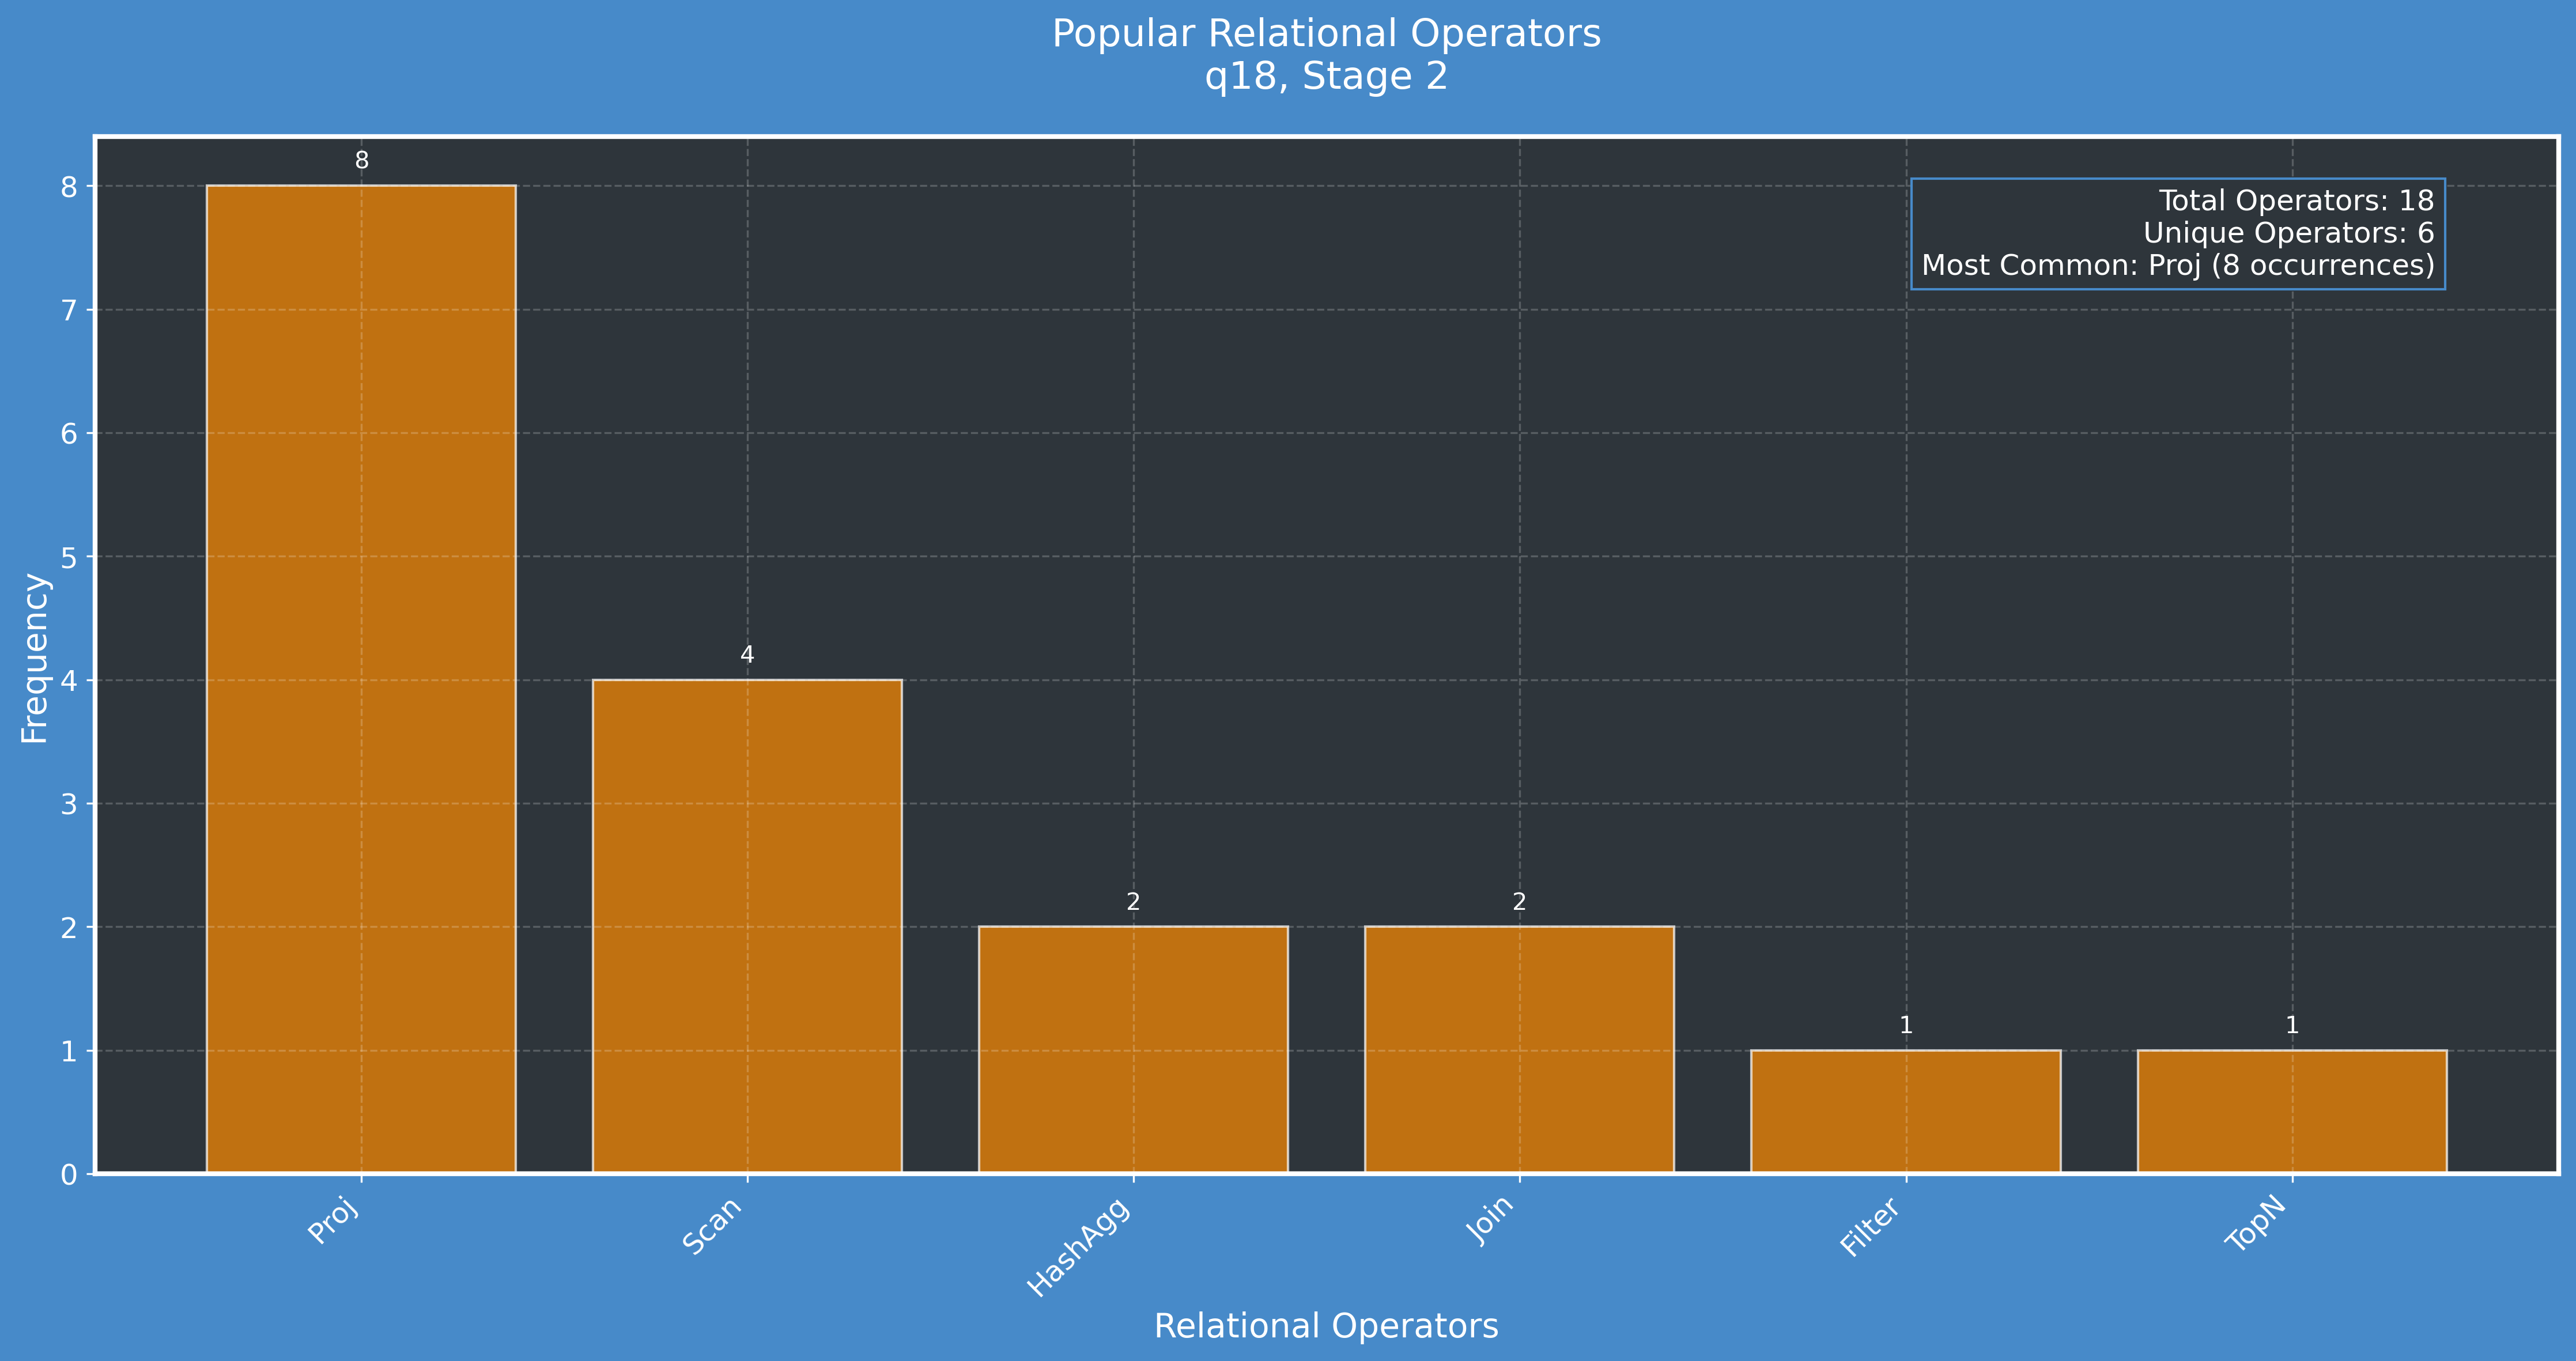 Popular Relational Operators
q18, Stage 2
8
Total Operators: 18
Unique Operators: 6
Most Common: Proj (8 occurrences)
4
2
2
1
1
Frequency
8
7
6
5
4
3
2
1
0
Proj
Scan
HashAgg
Join
Filter
TopN
Relational Operators